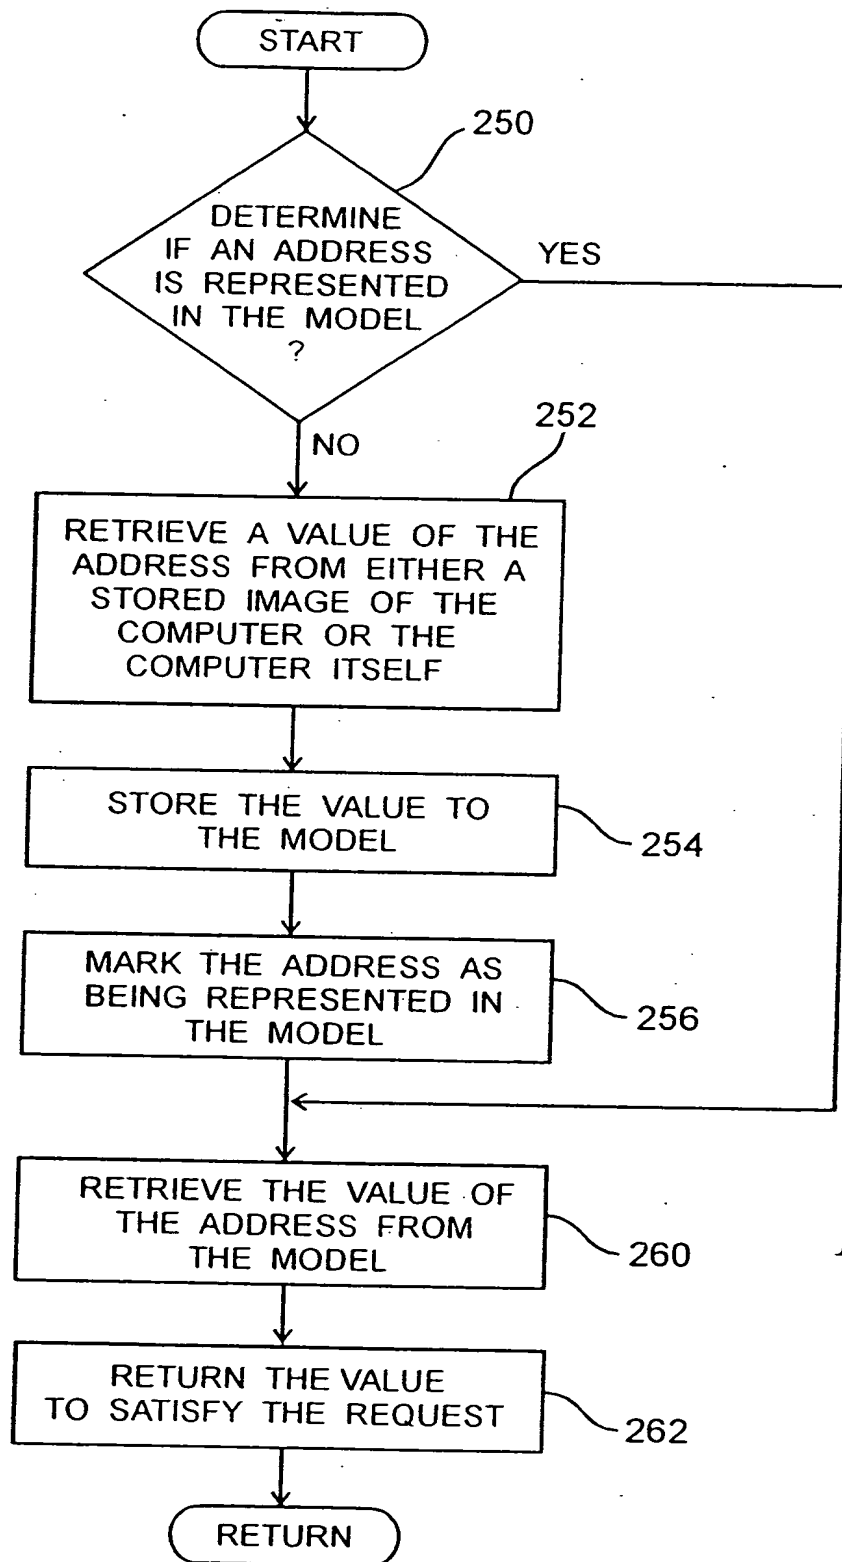 START
250
DETERMINE
IF AN ADDRESS
IS REPRESENTED
IN THE MODEL
?
YES
NO
252
RETRIEVE A VALUE OF THE
ADDRESS FROM EITHER A
STORED IMAGE OF THE
COMPUTER OR THE
COMPUTER ITSELF
STORE THE VALUE TO
THE MODEL
254
MARK THE ADDRESS AS
BEING REPRESENTED IN
THE MODEL
256
RETRIEVE THE VALUE OF
THE ADDRESS FROM
THE MODEL
260
RETURN THE VALUE
TO SATISFY THE REQUEST
262
RETURN